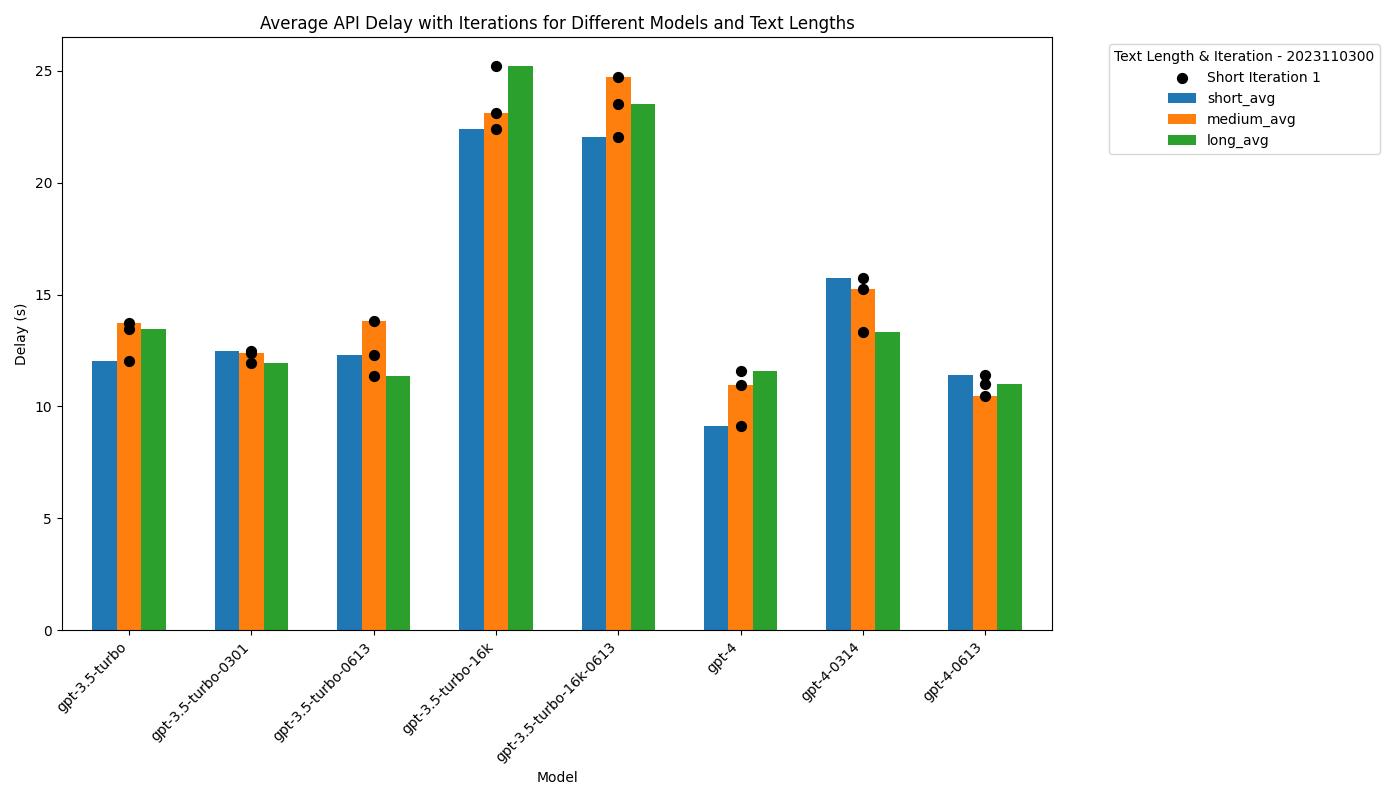 Average API Delay with Iterations for Different Models and Text Lengths
Text Length & Iteration - 2023110300
Short Iteration 1
short_avg
medium_avg
long_avg
Delay (s)
25
20
15
10
5
0
gpt-3.5-turbo
gpt-3.5-turbo-0301
gpt-3.5-turbo-0613
gpt-3.5-turbo-16k
gpt-3.5-turbo-16k-0613
gpt-4
gpt-4-0314
gpt-4-0613
Model